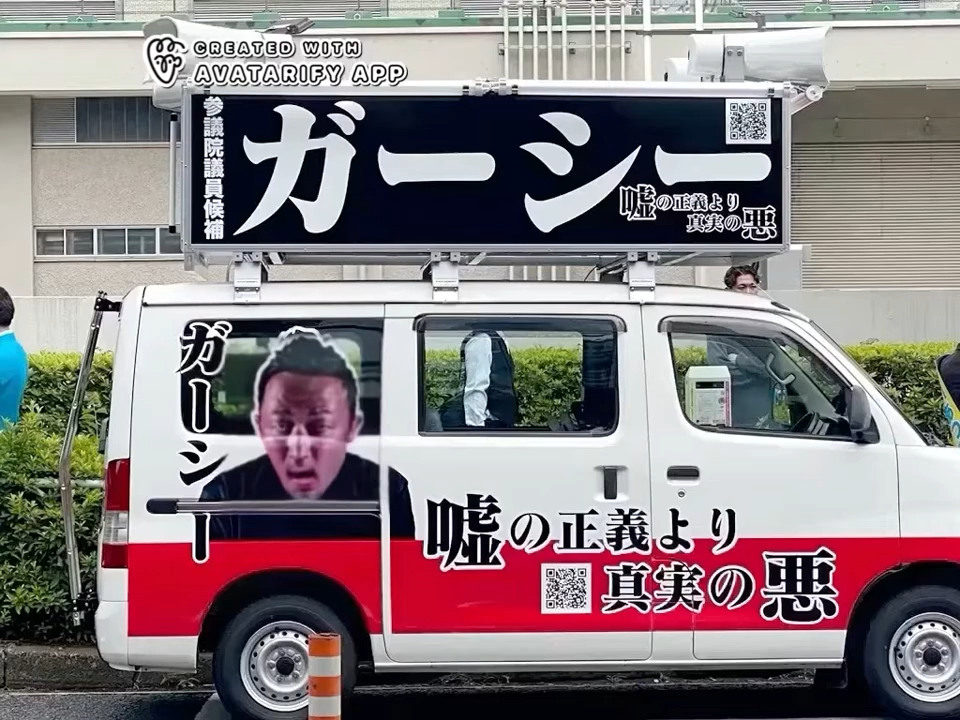 CREATED WITH
AVATARIFY APP
参議院議員候補
ガーシー
嘘の正義より
真実の悪
ガーシー
嘘の正義より
真実の悪